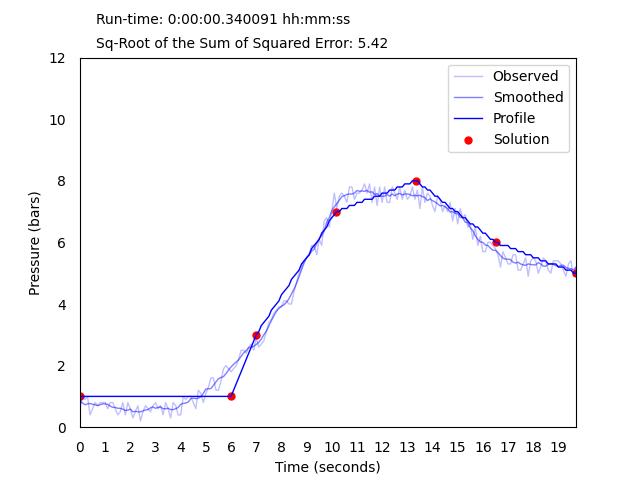 Run-time: 0:00:00.340091 hh:mm:ss
Sq-Root of the Sum of Squared Error: 5.42
12
10
8
6
4
2
0
Pressure (bars)
Observed
Smoothed
Profile
Solution
0 1 2 3 4 5 6 7 8 9 10 11 12 13 14 15 16 17 18 19
Time (seconds)